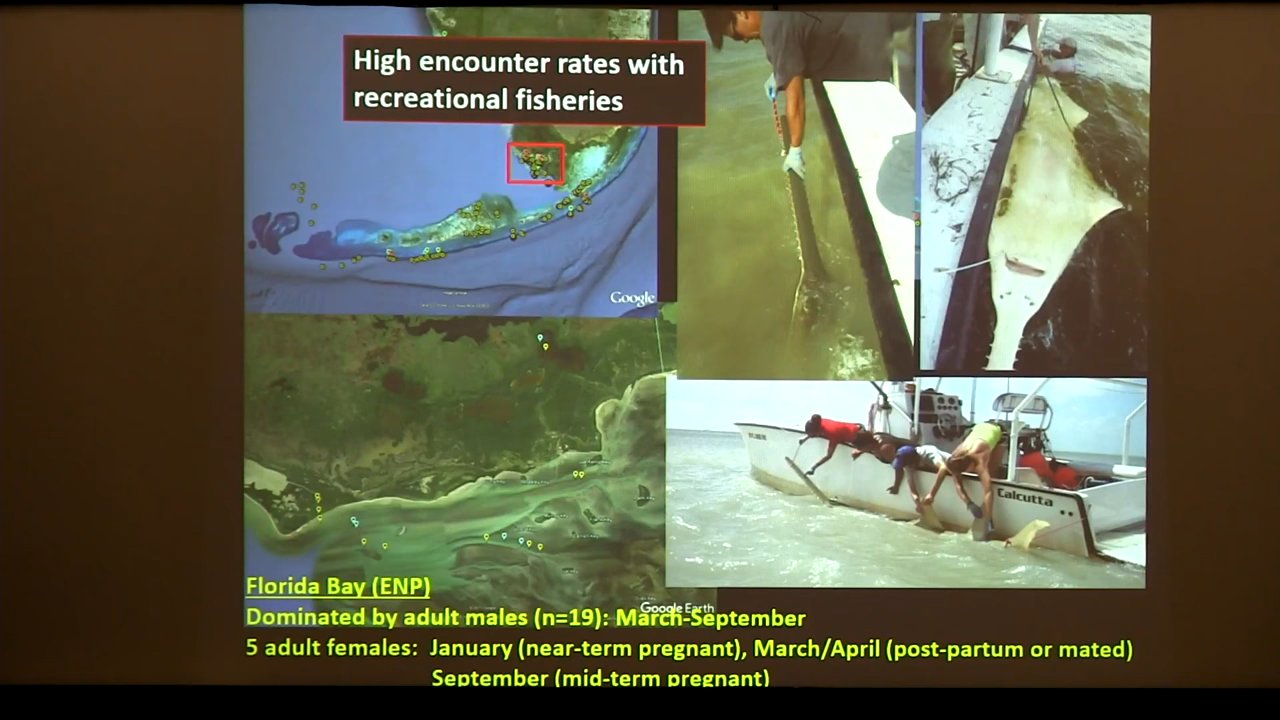 High encounter rates with
recreational fisheries
Google
Calcutta
Google Earth
Florida Bay (ENP)
Dominated by adult males (n=19): March-September
5 adult females: January (near-term pregnant), March/April (post-partum or mated)
September (mid-term pregnant)